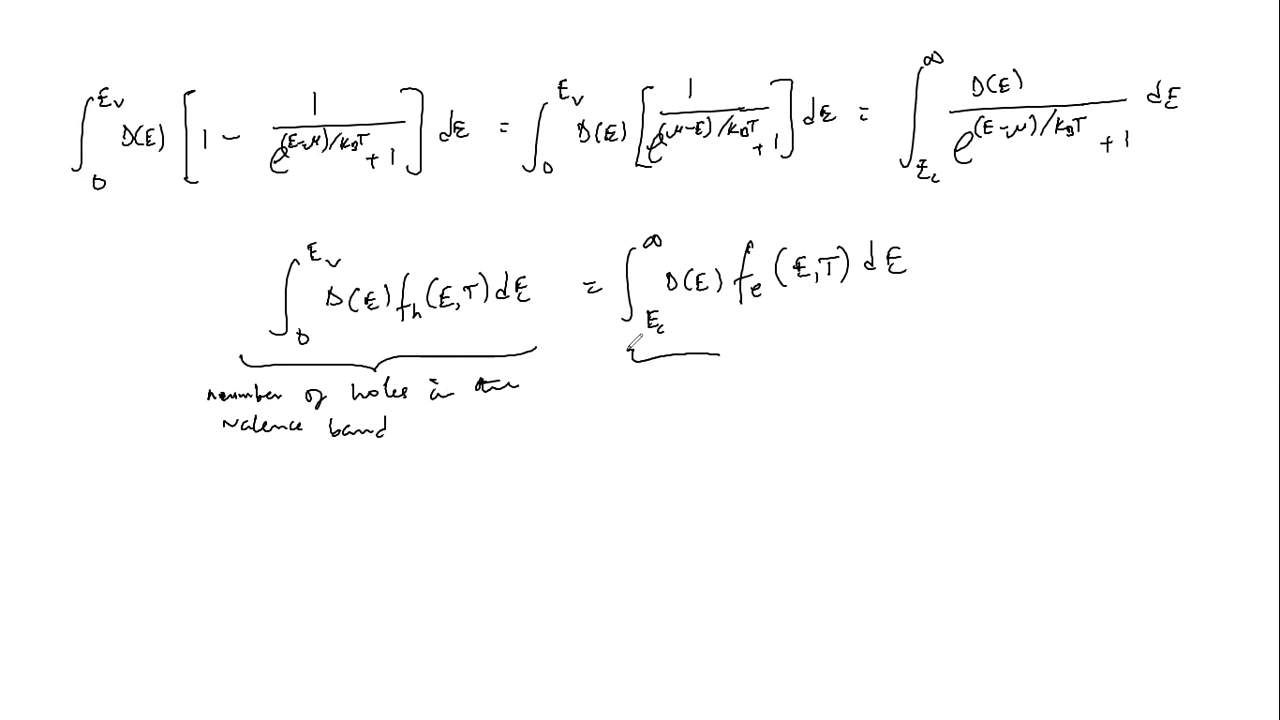 ∫₀^{E_v} D(E) [1 − 1/(e^{(E−μ)/k_BT} + 1)] dE = ∫₀^{E_v} D(E) [1/(e^{(μ−E)/k_BT} + 1)] dE = ∫_{E_c}^{∞} D(E)/(e^{(E−μ)/k_BT} + 1) dE
∫₀^{E_v} D(E) f_h(E,T) dE = ∫_{E_c}^{∞} D(E) f_e(E,T) dE
number of holes in the
valence band